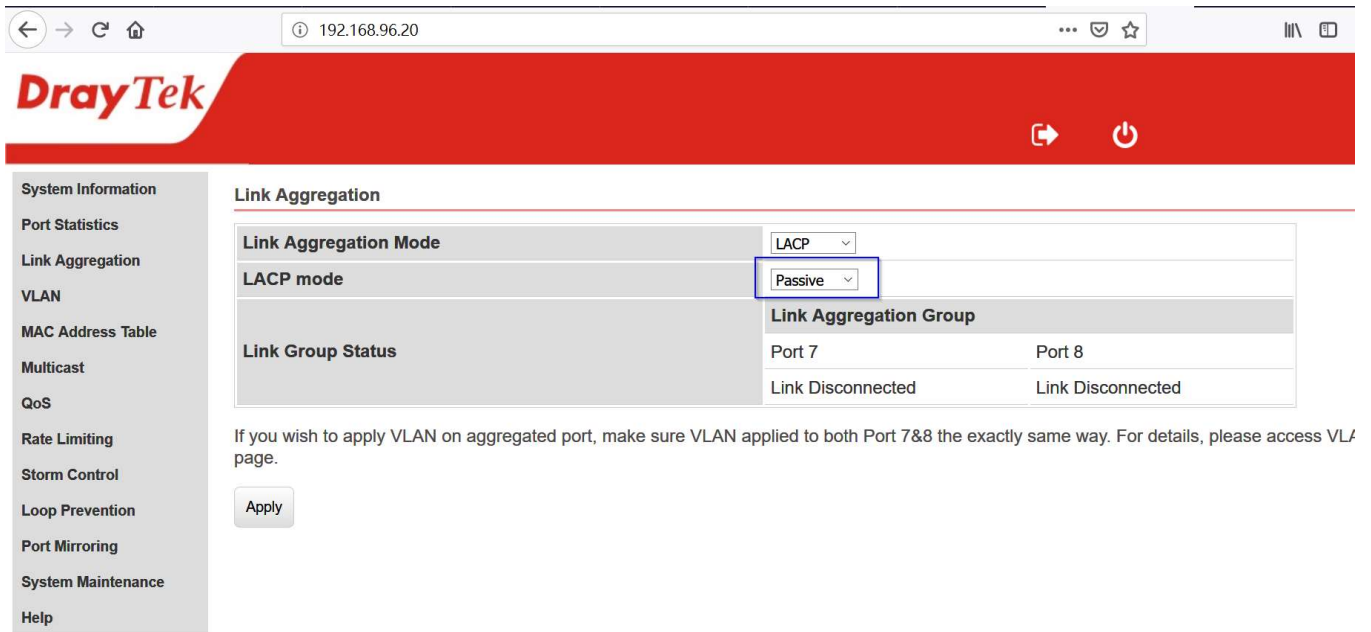 192.168.96.20
DrayTek
System Information
Port Statistics
Link Aggregation
VLAN
MAC Address Table
Multicast
QoS
Rate Limiting
Storm Control
Loop Prevention
Port Mirroring
System Maintenance
Help
Link Aggregation
Link Aggregation Mode LACP
LACP mode Passive
Link Group Status
Link Aggregation Group
Port 7 Port 8
Link Disconnected Link Disconnected
If you wish to apply VLAN on aggregated port, make sure VLAN applied to both Port 7&8 the exactly same way. For details, please access
page.
Apply